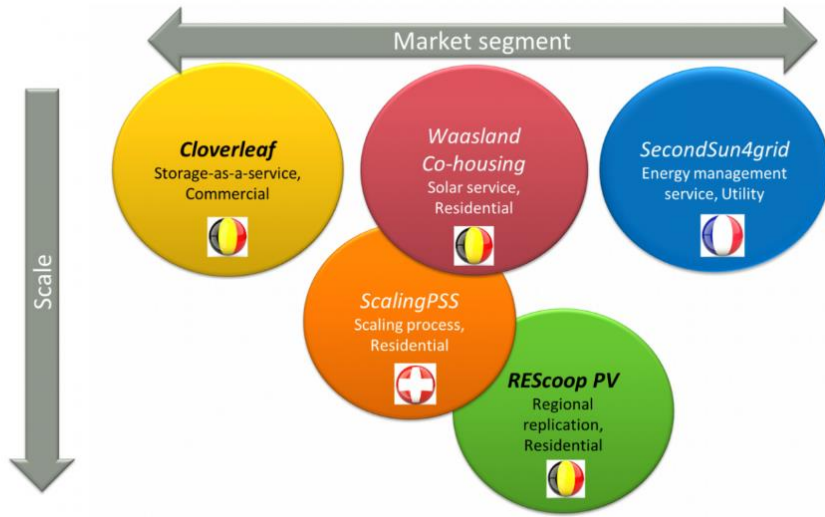 Market segment
Scale
Cloverleaf
Storage-as-a-service,
Commercial
Waasland
Co-housing
Solar service,
Residential
SecondSun4grid
Energy management
service, Utility
ScalingPSS
Scaling process,
Residential
REScoop PV
Regional
replication,
Residential